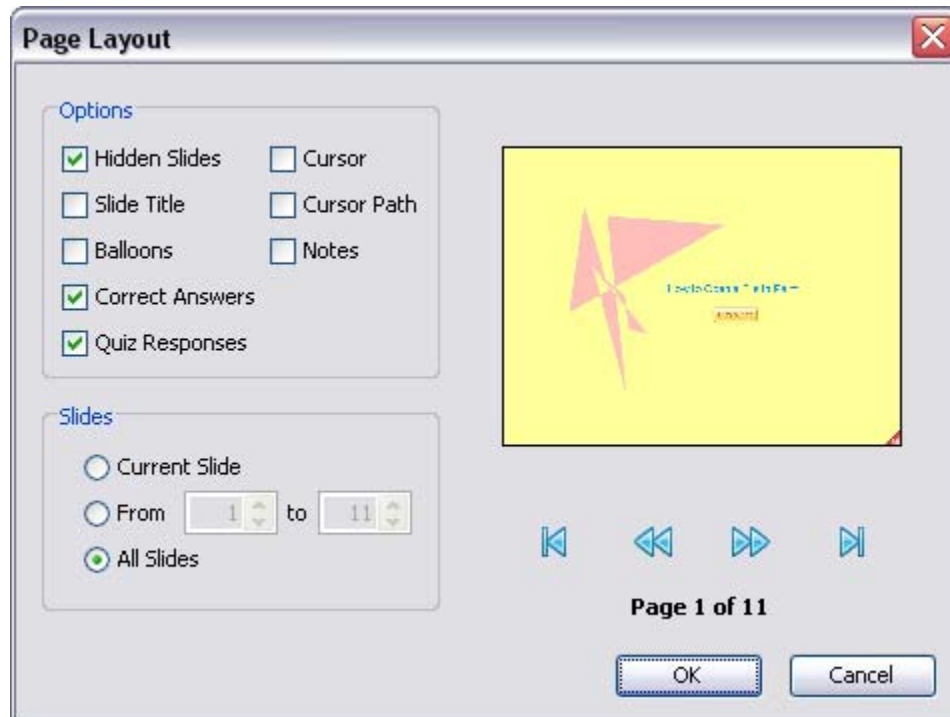 Page Layout
Options
Hidden Slides
Cursor
Slide Title
Cursor Path
Balloons
Notes
Correct Answers
Quiz Responses
Slides
Current Slide
From 1 to 11
All Slides
Page 1 of 11
OK
Cancel